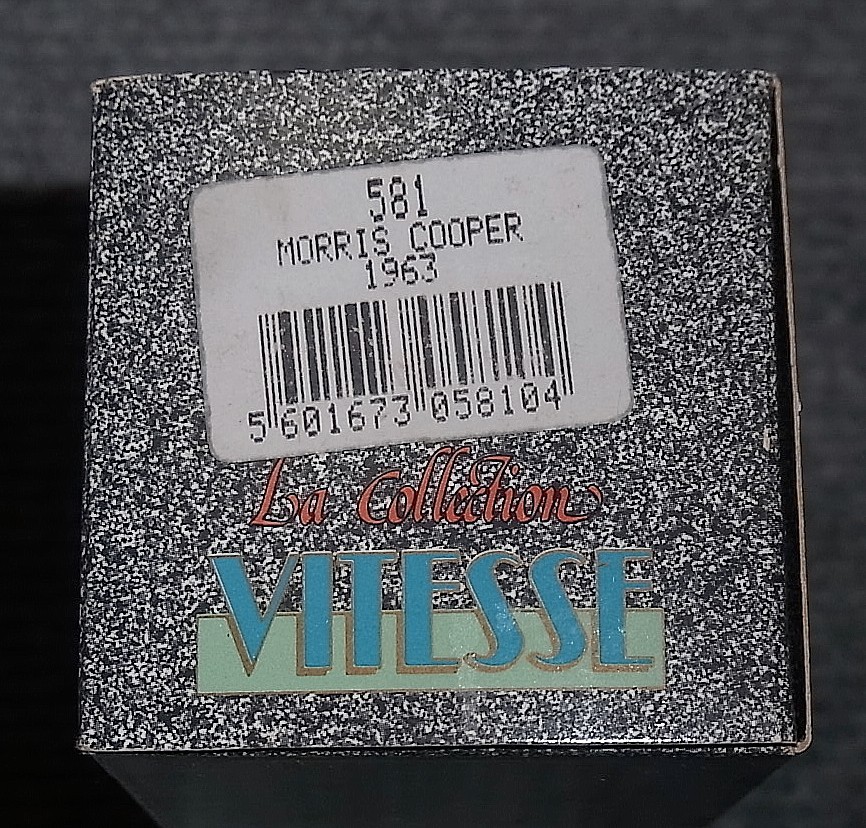 581
MORRIS COOPER
1963
5 601673 058104
La Collection
VITESSE